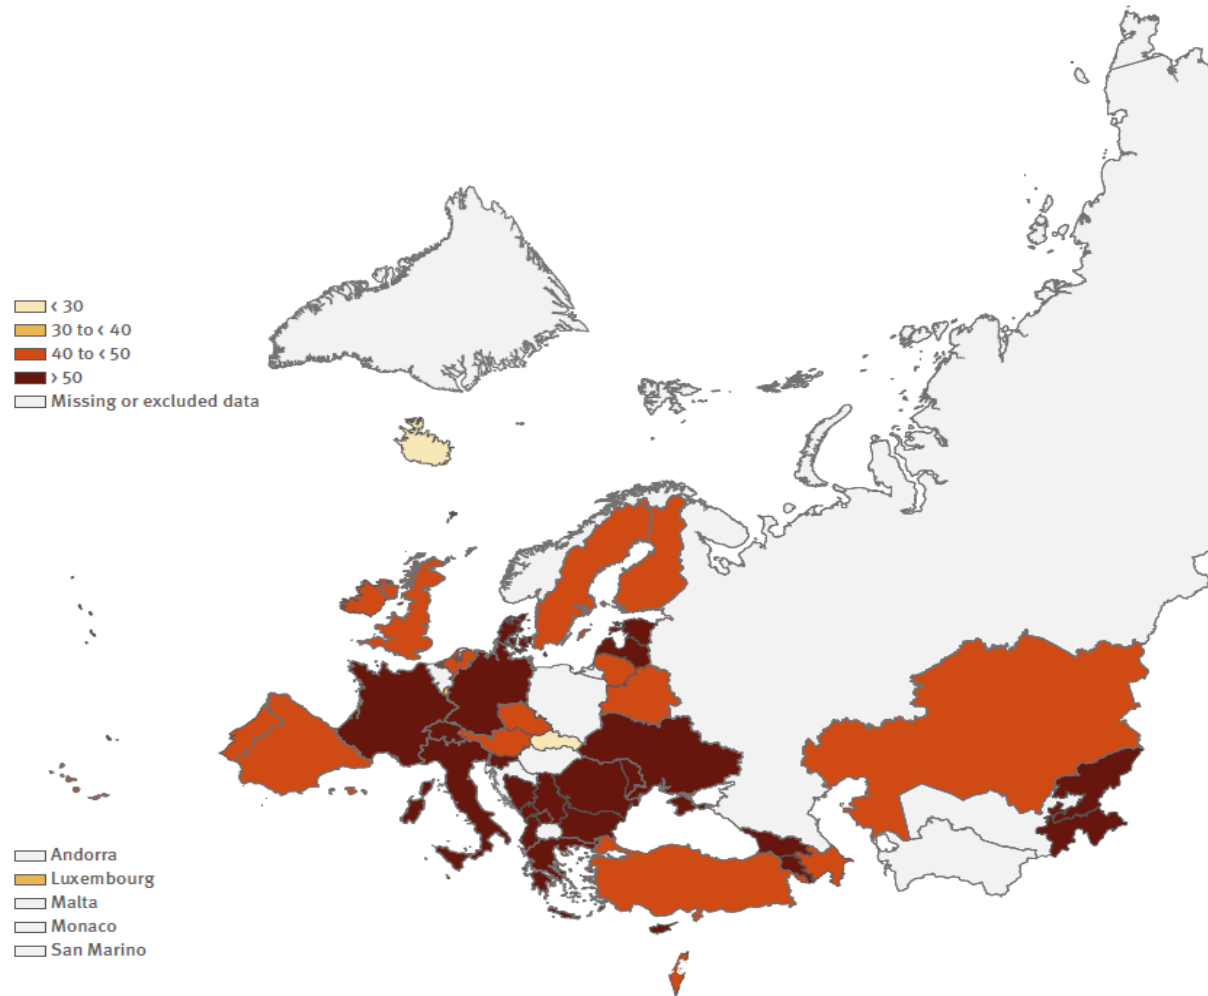 < 30
30 to < 40
40 to < 50
> 50
Missing or excluded data
Andorra
Luxembourg
Malta
Monaco
San Marino